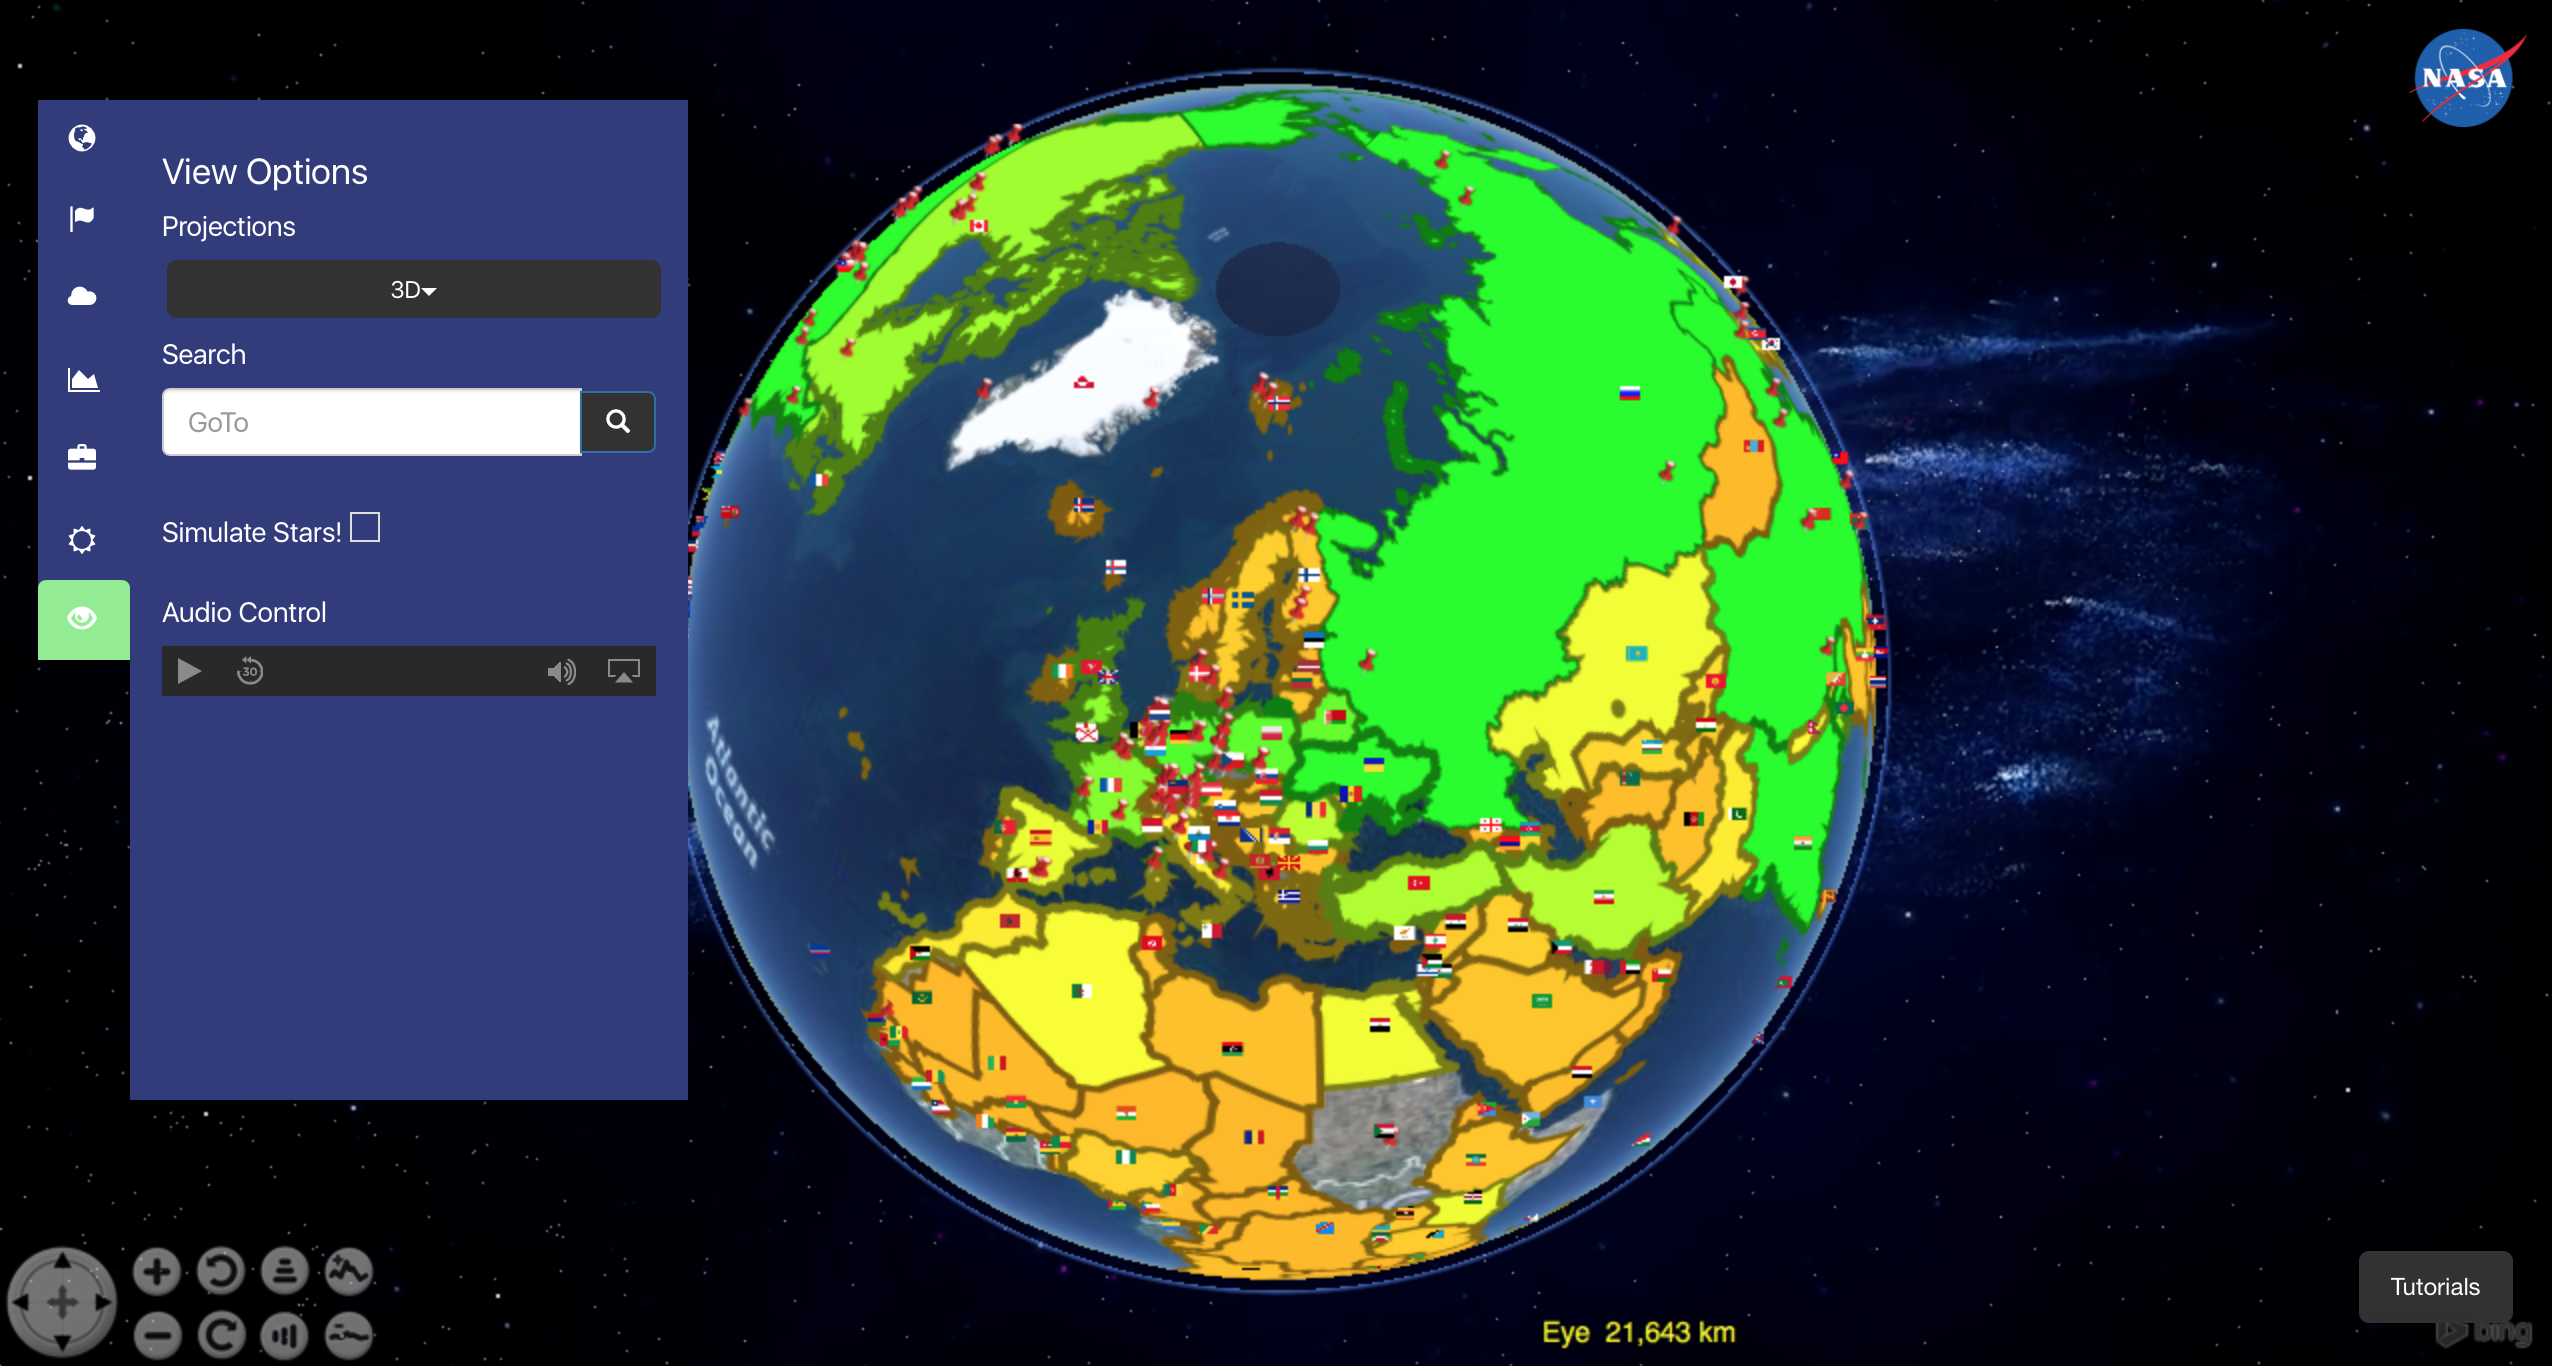 NASA
View Options
Projections
3D
Search
GoTo
Simulate Stars!
Audio Control
30
Atlantic
Ocean
Tutorials
Eye 21,643 km
bing